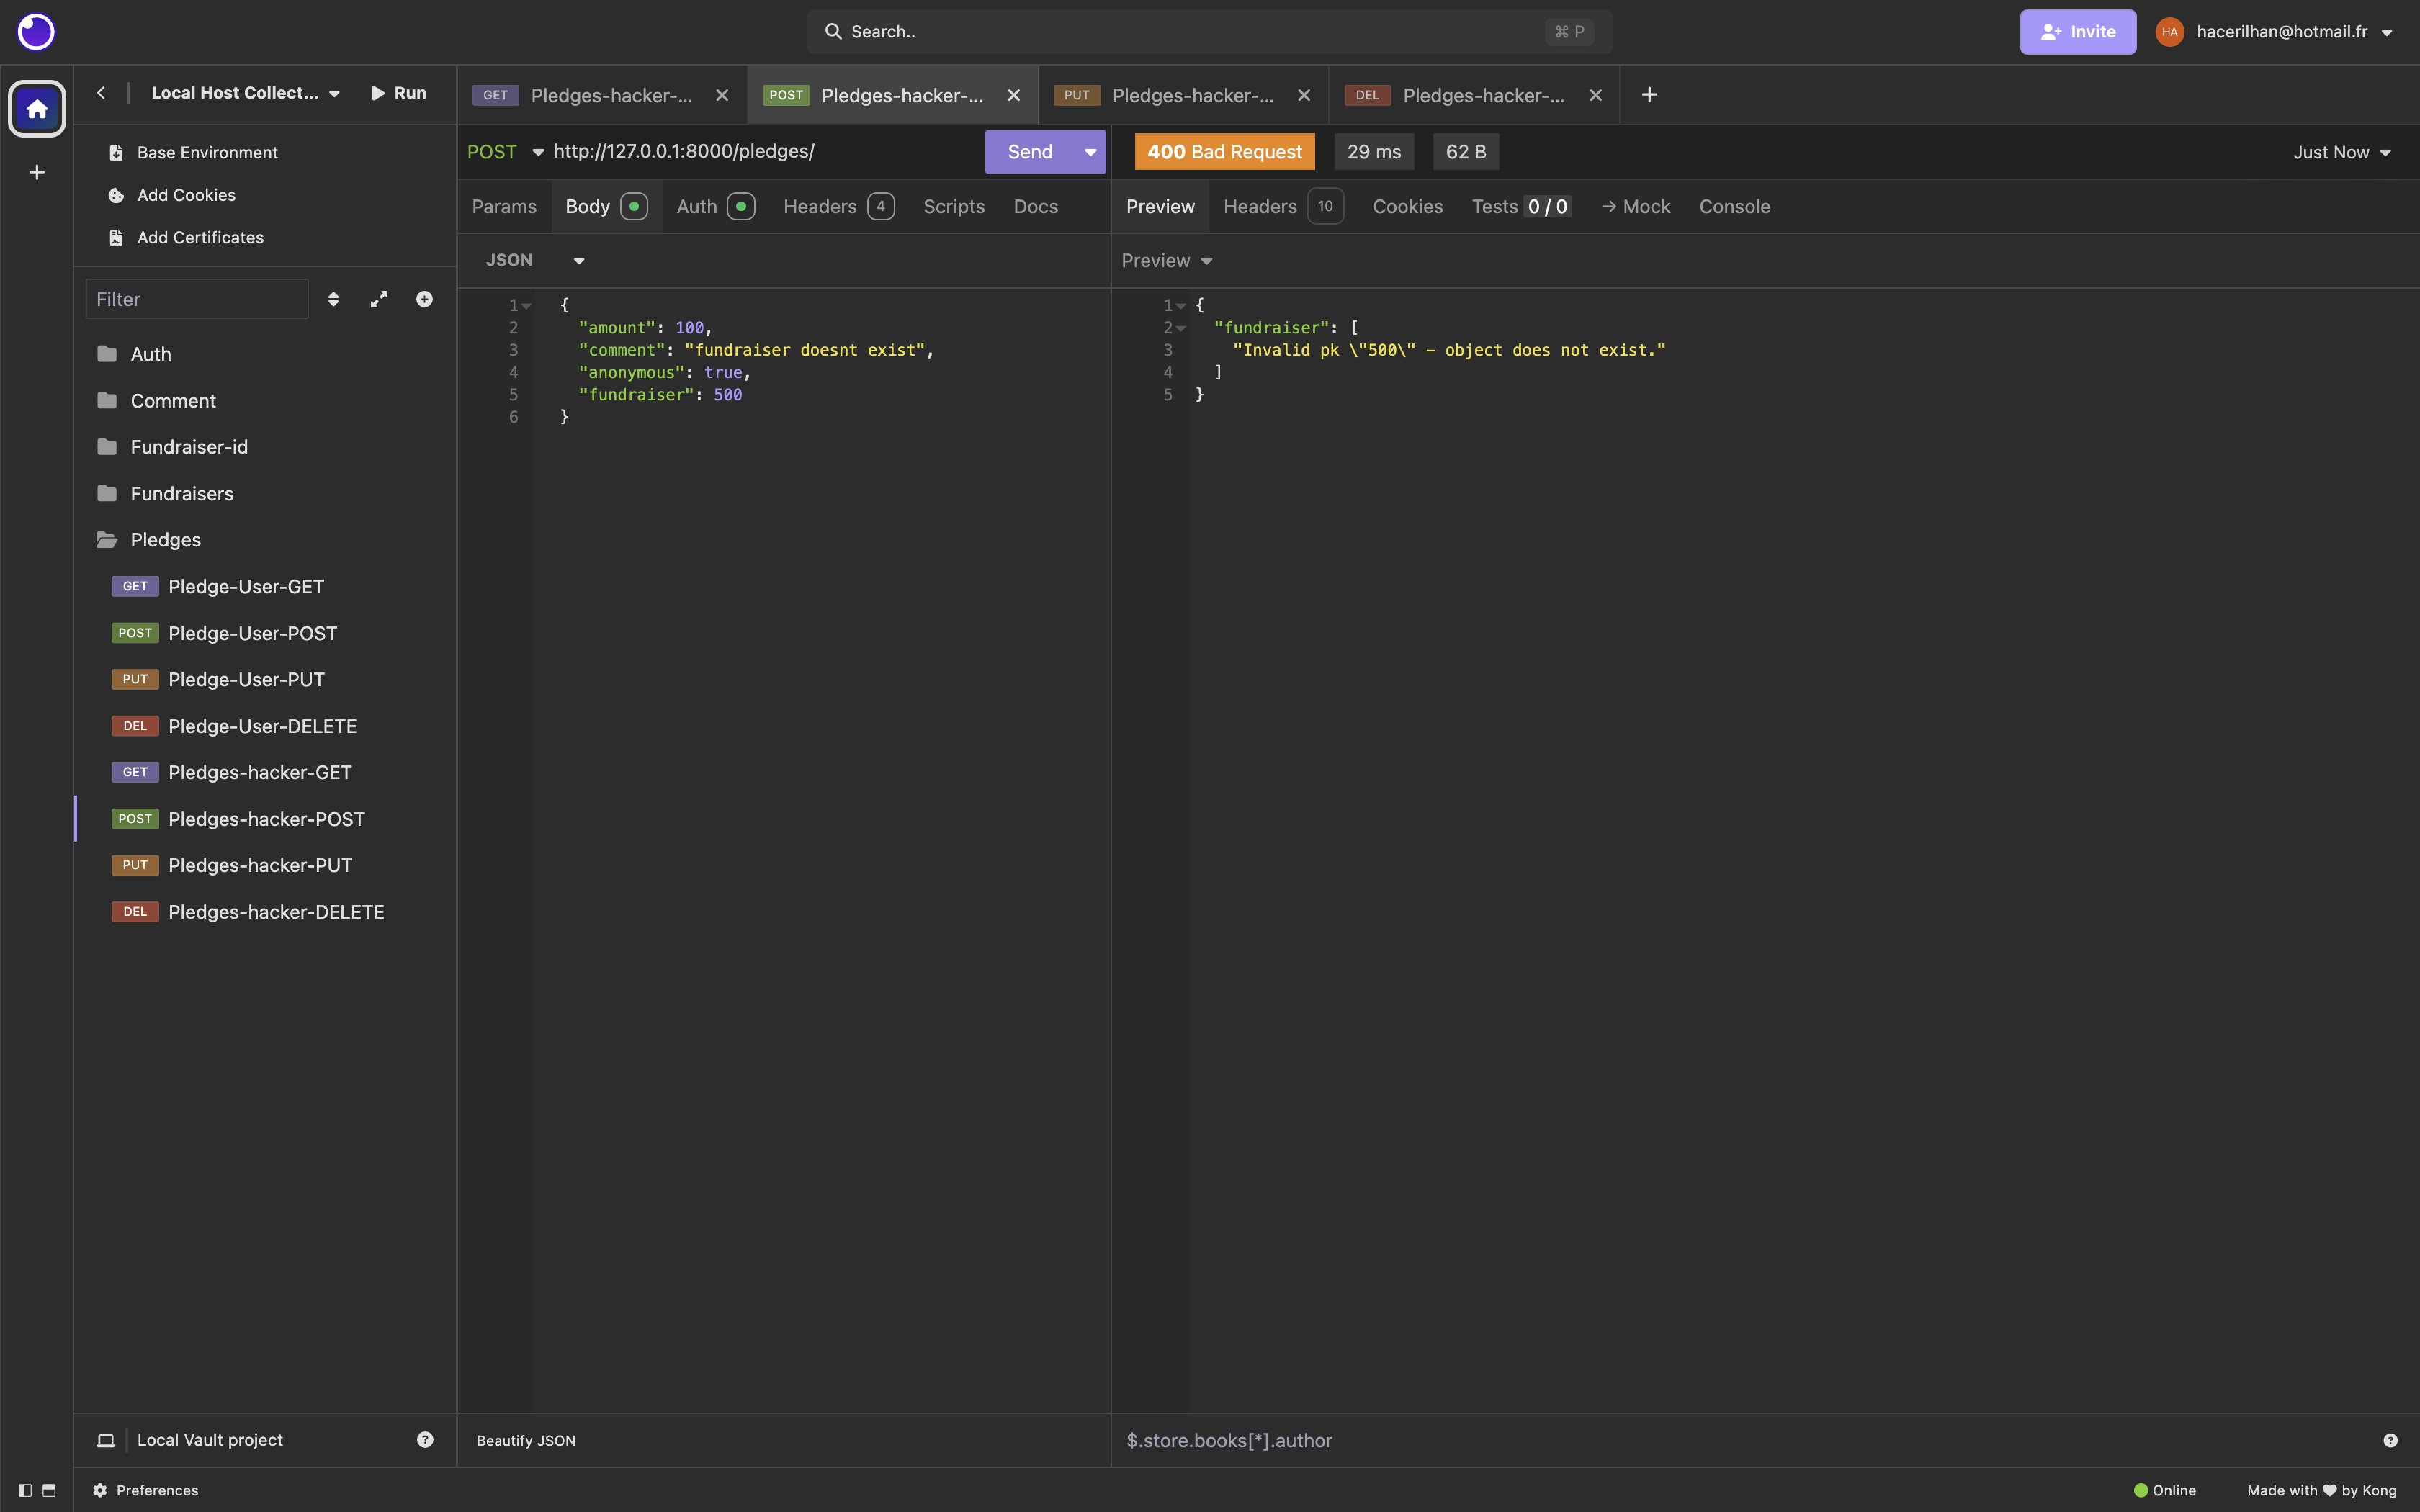 Search..
⌘ P
Invite
HA
hacerilhan@hotmail.fr
Local Host Collect...
Run
GET Pledges-hacker-...
POST Pledges-hacker-...
PUT Pledges-hacker-...
DEL Pledges-hacker-...
Base Environment
Add Cookies
Add Certificates
Filter
Auth
Comment
Fundraiser-id
Fundraisers
Pledges
GET Pledge-User-GET
POST Pledge-User-POST
PUT Pledge-User-PUT
DEL Pledge-User-DELETE
GET Pledges-hacker-GET
POST Pledges-hacker-POST
PUT Pledges-hacker-PUT
DEL Pledges-hacker-DELETE
Local Vault project
POST http://127.0.0.1:8000/pledges/
Send
Params Body Auth Headers 4 Scripts Docs
JSON
1 {
2 "amount": 100,
3 "comment": "fundraiser doesnt exist",
4 "anonymous": true,
5 "fundraiser": 500
6 }
Beautify JSON
400 Bad Request
29 ms
62 B
Just Now
Preview Headers 10 Cookies Tests 0 / 0 → Mock Console
Preview
1 {
2 "fundraiser": [
3 "Invalid pk \"500\" - object does not exist."
4 ]
5 }
$.store.books[*].author
Preferences
Online
Made with ♥ by Kong